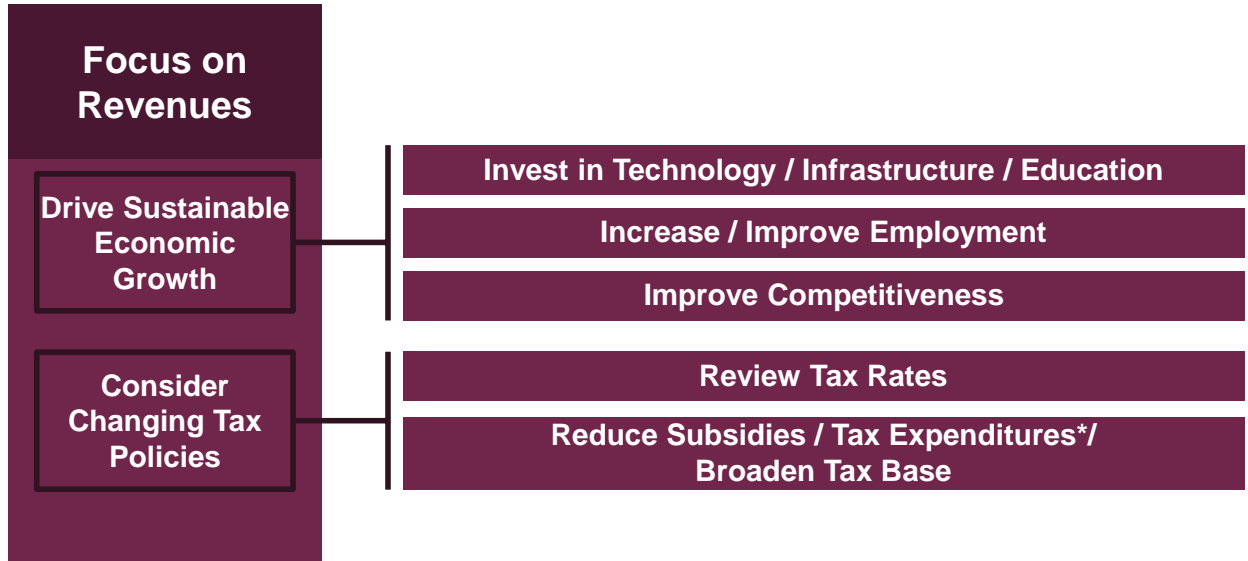 Focus on
Revenues
Drive Sustainable
Economic
Growth
Invest in Technology / Infrastructure / Education
Increase / Improve Employment
Improve Competitiveness
Consider
Changing Tax
Policies
Review Tax Rates
Reduce Subsidies / Tax Expenditures*/
Broaden Tax Base